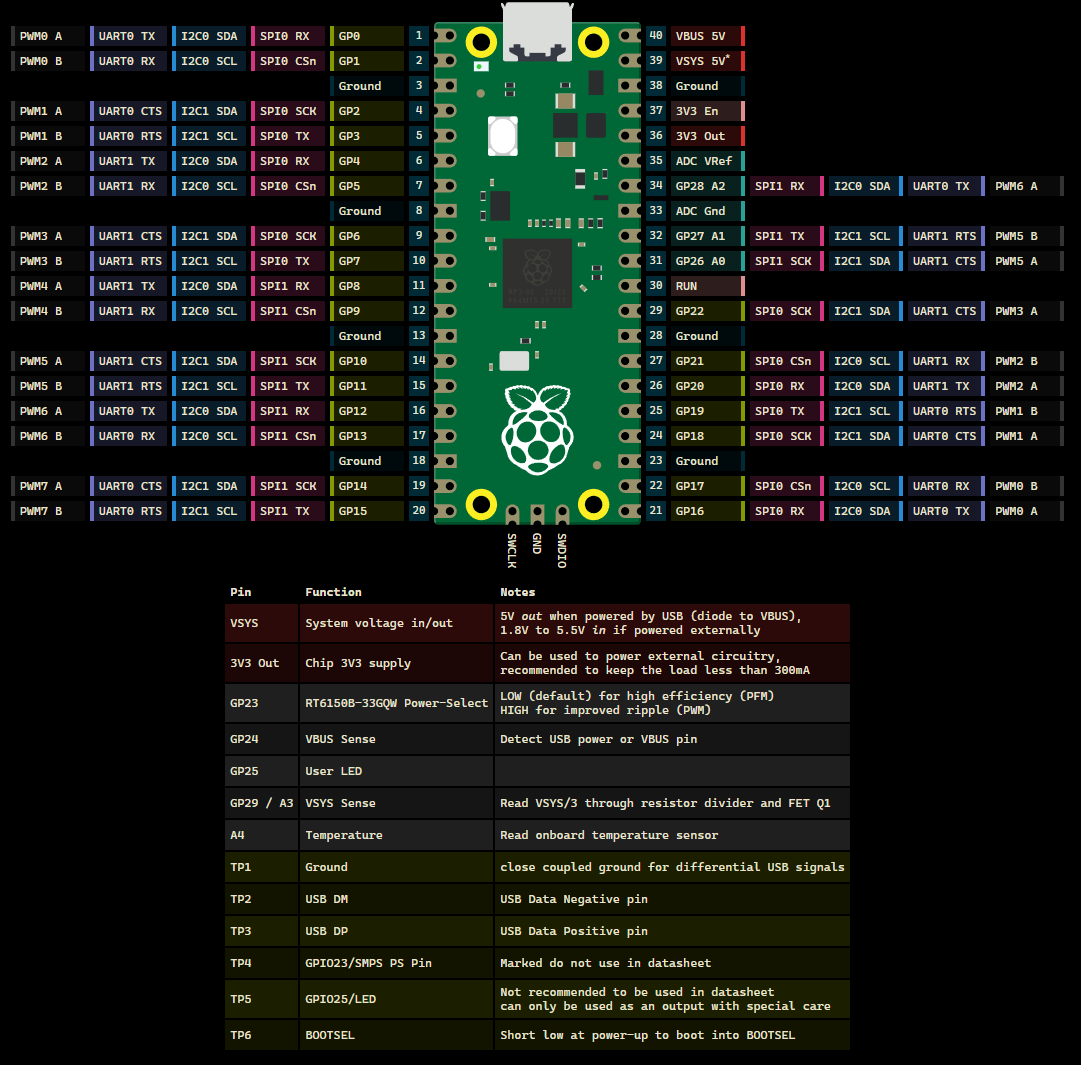 PWM0 A UART0 TX I2C0 SDA SPI0 RX GP0 1 40 VBUS 5V
PWM0 B UART0 RX I2C0 SCL SPI0 CSn GP1 2 39 VSYS 5V*
Ground 3 38 Ground
PWM1 A UART0 CTS I2C1 SDA SPI0 SCK GP2 4 37 3V3 En
PWM1 B UART0 RTS I2C1 SCL SPI0 TX GP3 5 36 3V3 Out
PWM2 A UART1 TX I2C0 SDA SPI0 RX GP4 6 35 ADC VRef
PWM2 B UART1 RX I2C0 SCL SPI0 CSn GP5 7 34 GP28 A2 SPI1 RX I2C0 SDA UART0 TX PWM6 A
Ground 8 33 ADC Gnd
PWM3 A UART1 CTS I2C1 SDA SPI0 SCK GP6 9 32 GP27 A1 SPI1 TX I2C1 SCL UART1 RTS PWM5 B
PWM3 B UART1 RTS I2C1 SCL SPI0 TX GP7 10 31 GP26 A0 SPI1 SCK I2C1 SDA UART1 CTS PWM5 A
PWM4 A UART1 TX I2C0 SDA SPI1 RX GP8 11 30 RUN
PWM4 B UART1 RX I2C0 SCL SPI1 CSn GP9 12 29 GP22 SPI0 SCK I2C1 SDA UART1 CTS PWM3 A
Ground 13 28 Ground
PWM5 A UART1 CTS I2C1 SDA SPI1 SCK GP10 14 27 GP21 SPI0 CSn I2C0 SCL UART1 RX PWM2 B
PWM5 B UART1 RTS I2C1 SCL SPI1 TX GP11 15 26 GP20 SPI0 RX I2C0 SDA UART1 TX PWM2 A
PWM6 A UART0 TX I2C0 SDA SPI1 RX GP12 16 25 GP19 SPI0 TX I2C1 SCL UART0 RTS PWM1 B
PWM6 B UART0 RX I2C0 SCL SPI1 CSn GP13 17 24 GP18 SPI0 SCK I2C1 SDA UART0 CTS PWM1 A
Ground 18 23 Ground
PWM7 A UART0 CTS I2C1 SDA SPI1 SCK GP14 19 22 GP17 SPI0 CSn I2C0 SCL UART0 RX PWM0 B
PWM7 B UART0 RTS I2C1 SCL SPI1 TX GP15 20 21 GP16 SPI0 RX I2C0 SDA UART0 TX PWM0 A
SWCLK GND SWDIO
Pin Function Notes
VSYS System voltage in/out 5V out when powered by USB (diode to VBUS),
1.8V to 5.5V in if powered externally
3V3 Out Chip 3V3 supply Can be used to power external circuitry,
recommended to keep the load less than 300mA
GP23 RT6150B-33GQW Power-Select LOW (default) for high efficiency (PFM)
HIGH for improved ripple (PWM)
GP24 VBUS Sense Detect USB power or VBUS pin
GP25 User LED
GP29 / A3 VSYS Sense Read VSYS/3 through resistor divider and FET Q1
A4 Temperature Read onboard temperature sensor
TP1 Ground close coupled ground for differential USB signals
TP2 USB DM USB Data Negative pin
TP3 USB DP USB Data Positive pin
TP4 GPIO23/SMPS PS Pin Marked do not use in datasheet
TP5 GPIO25/LED Not recommended to be used in datasheet
can only be used as an output with special care
TP6 BOOTSEL Short low at power-up to boot into BOOTSEL